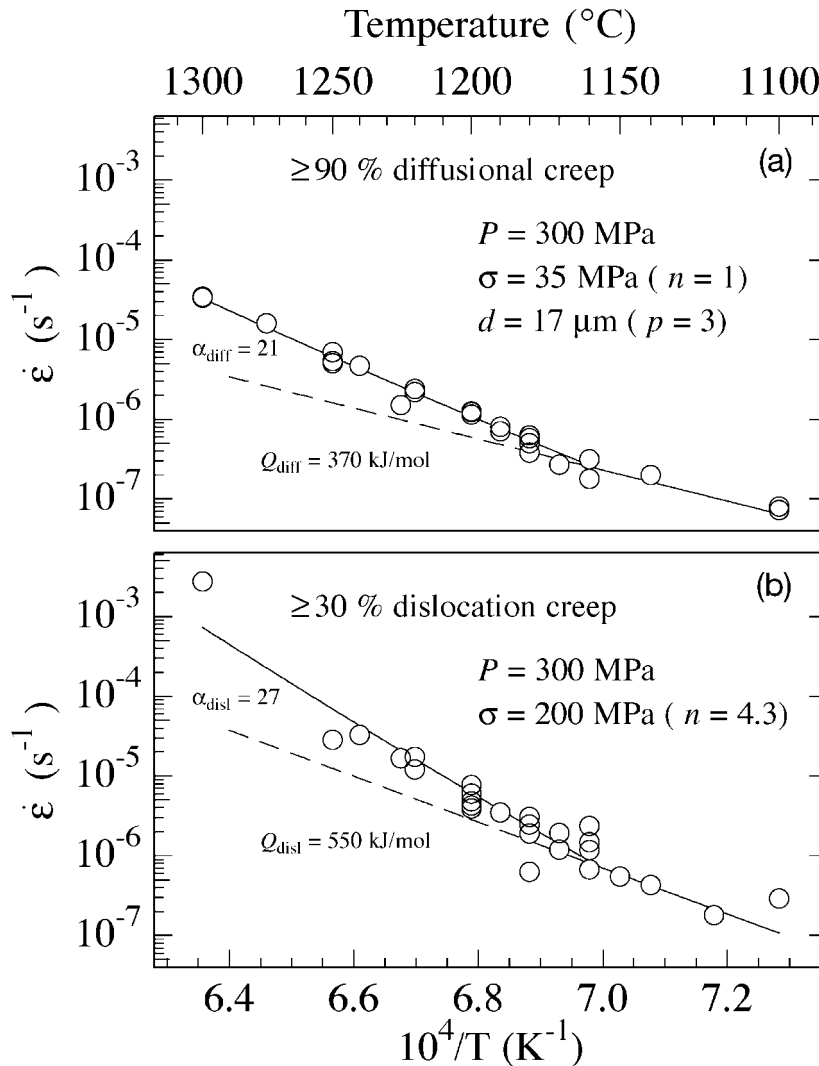 Temperature (°C)
1300 1250 1200 1150 1100
(a)
≥90 % diffusional creep
10⁻³
P = 300 MPa
10⁻⁴
σ = 35 MPa ( n = 1)
d = 17 μm ( p = 3)
10⁻⁵
α_diff = 21
ε̇ (s⁻¹)
10⁻⁶
Q_diff = 370 kJ/mol
10⁻⁷
(b)
≥30 % dislocation creep
10⁻³
P = 300 MPa
10⁻⁴
α_disl = 27
σ = 200 MPa ( n = 4.3)
10⁻⁵
ε̇ (s⁻¹)
Q_disl = 550 kJ/mol
10⁻⁶
10⁻⁷
6.4 6.6 6.8 7.0 7.2
10⁴/T (K⁻¹)